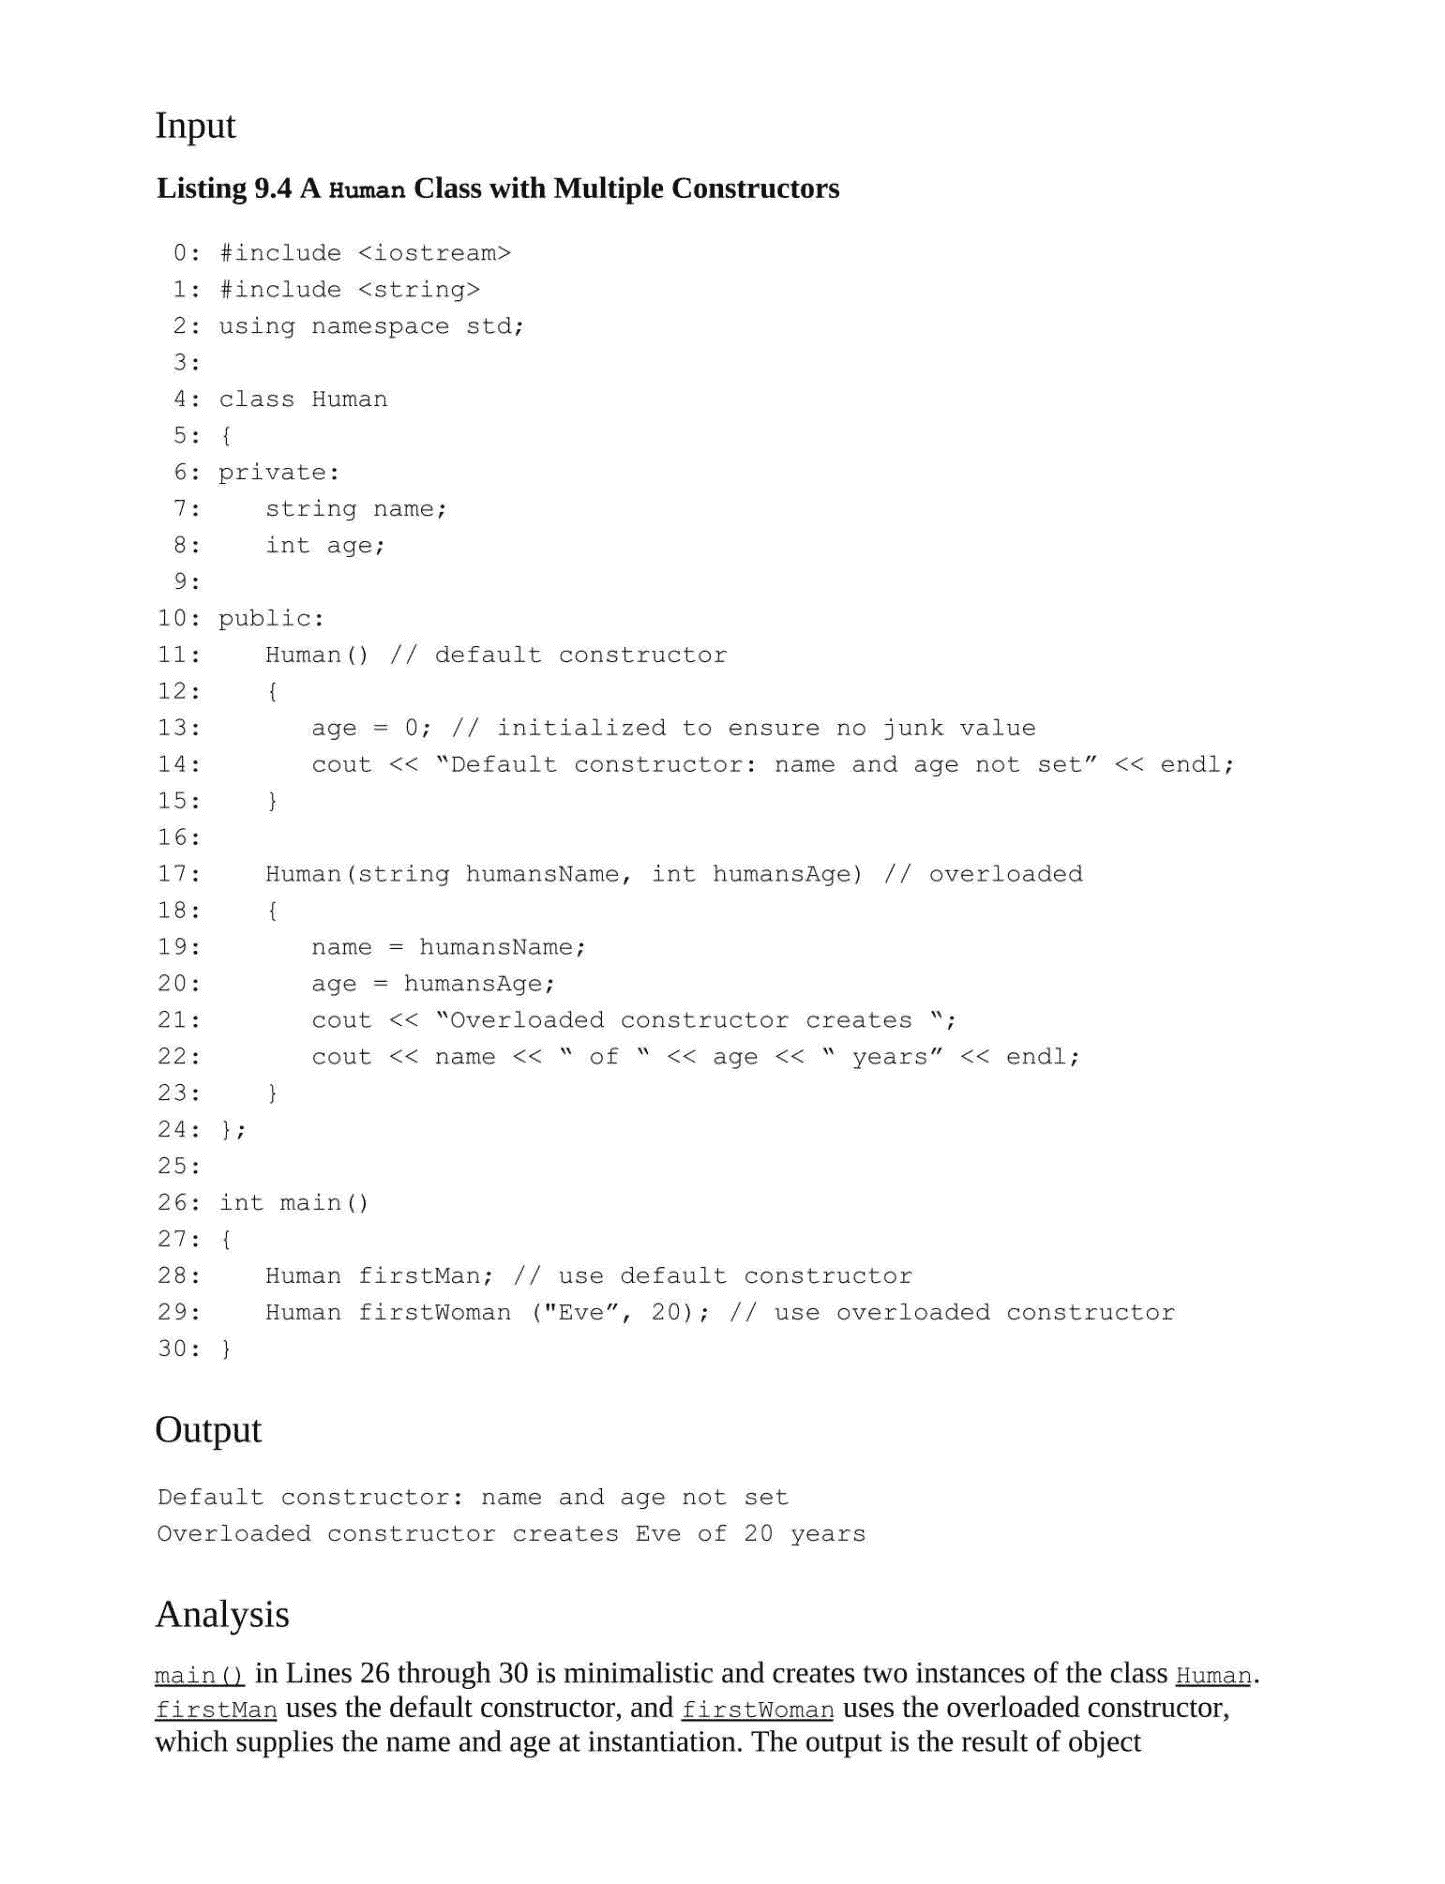 Input
Listing 9.4 A Human Class with Multiple Constructors
0: #include <iostream>
1: #include <string>
2: using namespace std;
3:
4: class Human
5: {
6: private:
7:    string name;
8:    int age;
9:
10: public:
11:    Human() // default constructor
12:    {
13:       age = 0; // initialized to ensure no junk value
14:       cout << “Default constructor: name and age not set” << endl;
15:    }
16:
17:    Human(string humansName, int humansAge) // overloaded
18:    {
19:       name = humansName;
20:       age = humansAge;
21:       cout << “Overloaded constructor creates “;
22:       cout << name << “ of “ << age << “ years” << endl;
23:    }
24: };
25:
26: int main()
27: {
28:    Human firstMan; // use default constructor
29:    Human firstWoman ("Eve”, 20); // use overloaded constructor
30: }
Output
Default constructor: name and age not set
Overloaded constructor creates Eve of 20 years
Analysis
main() in Lines 26 through 30 is minimalistic and creates two instances of the class Human.
firstMan uses the default constructor, and firstWoman uses the overloaded constructor,
which supplies the name and age at instantiation. The output is the result of object